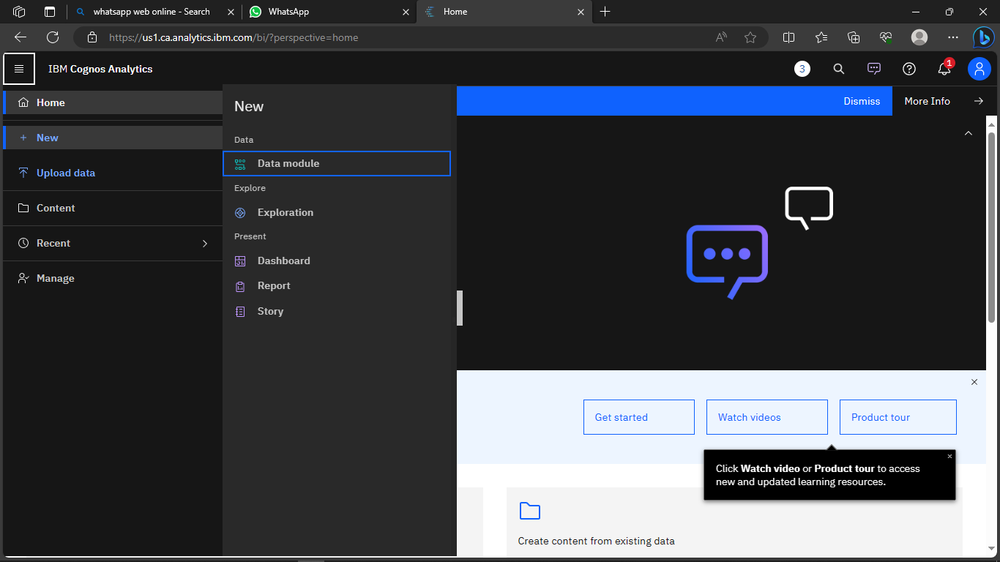 whatsapp web online - Search
WhatsApp
Home
https://us1.ca.analytics.ibm.com/bi/?perspective=home
IBM Cognos Analytics
3
1
Home
New
Upload data
Content
Recent
Manage
New
Data
Data module
Explore
Exploration
Present
Dashboard
Report
Story
Dismiss
More Info
Get started
Watch videos
Product tour
Click Watch video or Product tour to access
new and updated learning resources.
Create content from existing data